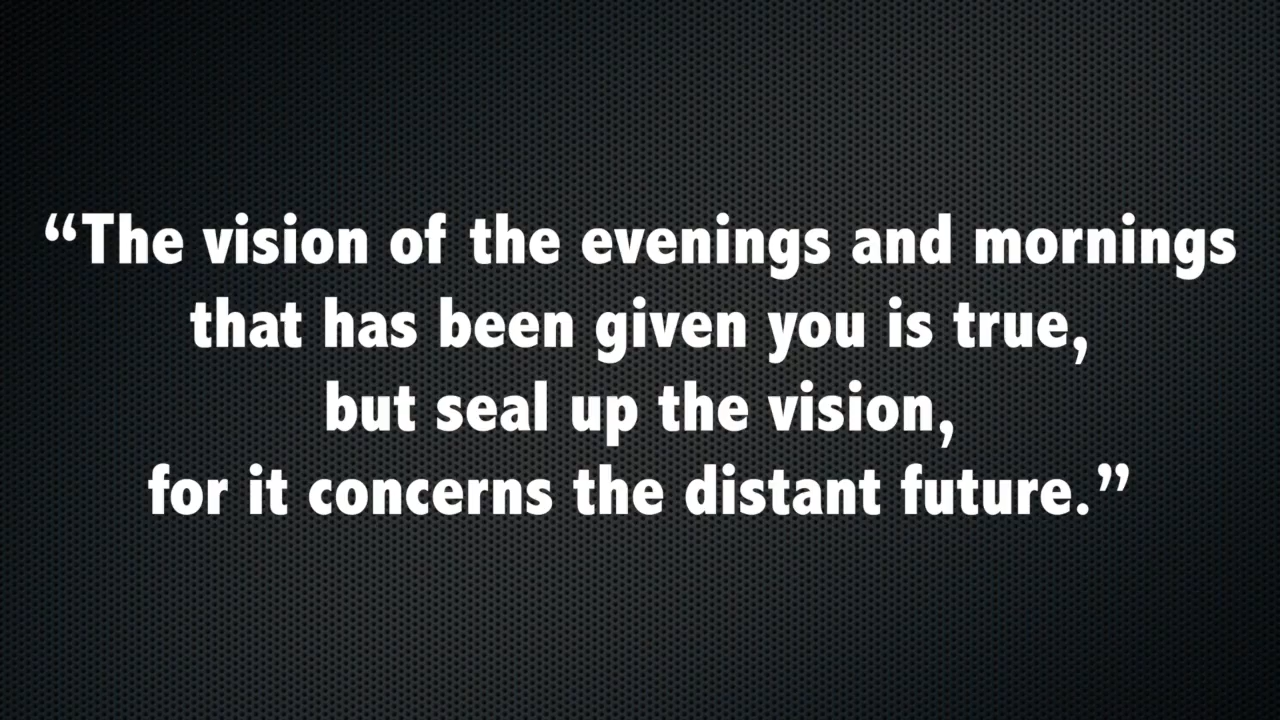 “The vision of the evenings and mornings
that has been given you is true,
but seal up the vision,
for it concerns the distant future.”